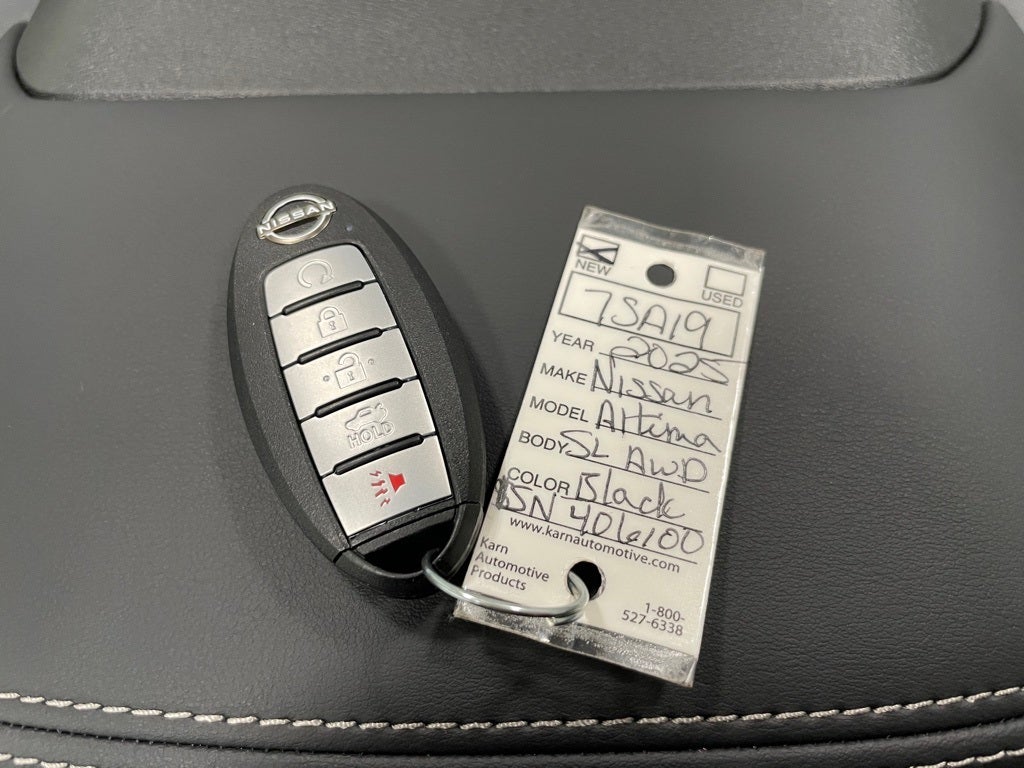 NISSAN
HOLD
NEW
USED
7SA19
YEAR 2025
MAKE Nissan
MODEL Altima
BODY SL AWD
COLOR Black
SN 406100
www.karnautomotive.com
Karn
Automotive
Products
1-800-
527-6338